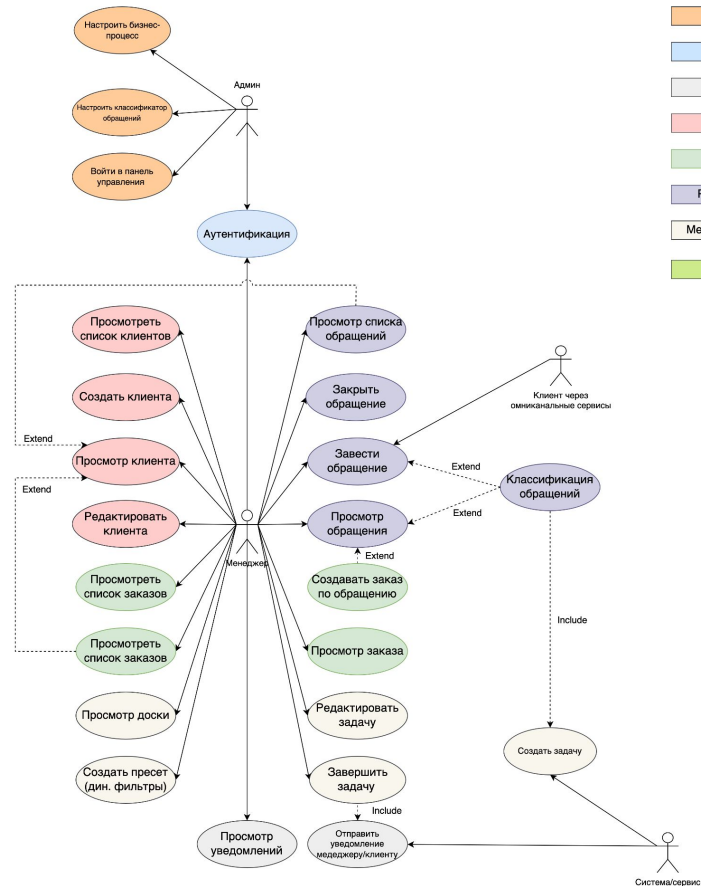 Настроить бизнес-
процесс
Админ
Настроить классификатор
обращений
Войти в панель
управления
Аутентификация
Просмотреть
список клиентов
Просмотр списка
обращений
Создать клиента
Закрыть
обращение
Клиент через
омниканальные сервисы
Extend
Просмотр клиента
Завести
обращение
Extend
Классификация
обращений
Extend
Редактировать
клиента
Просмотр
обращения
Extend
Менеджер
Extend
Просмотреть
список заказов
Создавать заказ
по обращению
Include
Просмотреть
список заказов
Просмотр заказа
Просмотр доски
Редактировать
задачу
Создать задачу
Создать пресет
(дин. фильтры)
Завершить
задачу
Include
Просмотр
уведомлений
Отправить
уведомление
медеджеру/клиенту
Система/сервис